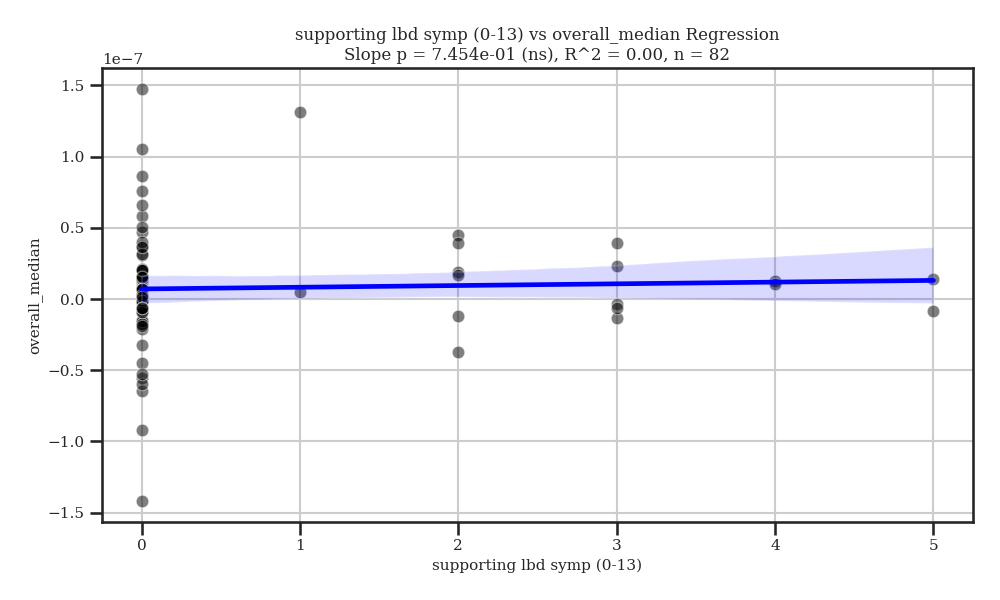 supporting lbd symp (0-13) vs overall_median Regression
Slope p = 7.454e-01 (ns), R^2 = 0.00, n = 82
1e−7
1.5
1.0
0.5
0.0
−0.5
−1.0
−1.5
overall_median
0 1 2 3 4 5
supporting lbd symp (0-13)